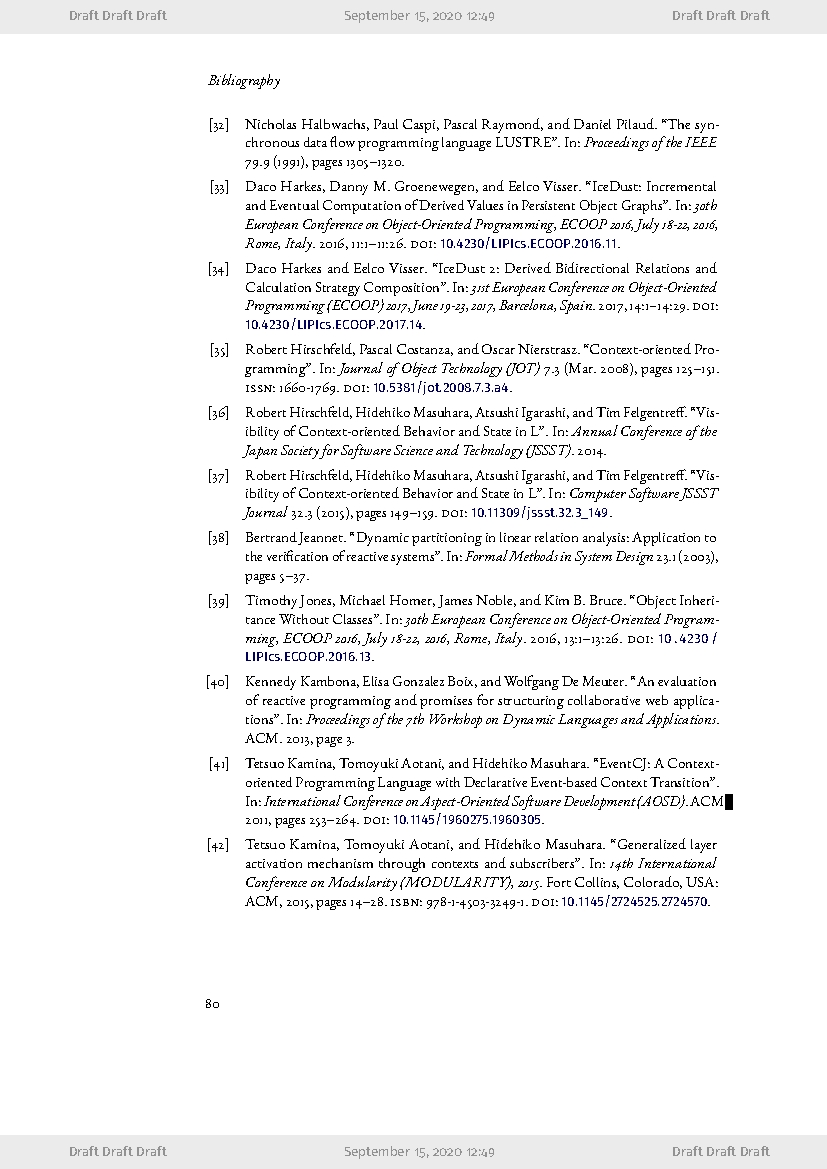 Draft Draft Draft September 15, 2020 12:49 Draft Draft Draft
Bibliography
[32] Nicholas Halbwachs, Paul Caspi, Pascal Raymond, and Daniel Pilaud. “The syn-
chronous data flow programming language LUSTRE”. In: Proceedings of the IEEE
79.9 (1991), pages 1305–1320.
[33] Daco Harkes, Danny M. Groenewegen, and Eelco Visser. “IceDust: Incremental
and Eventual Computation of Derived Values in Persistent Object Graphs”. In: 30th
European Conference on Object-Oriented Programming, ECOOP 2016, July 18-22, 2016,
Rome, Italy. 2016, 11:1–11:26. DOI: 10.4230/LIPIcs.ECOOP.2016.11.
[34] Daco Harkes and Eelco Visser. “IceDust 2: Derived Bidirectional Relations and
Calculation Strategy Composition”. In: 31st European Conference on Object-Oriented
Programming (ECOOP) 2017, June 19-23, 2017, Barcelona, Spain. 2017, 14:1–14:29. DOI:
10.4230/LIPIcs.ECOOP.2017.14.
[35] Robert Hirschfeld, Pascal Costanza, and Oscar Nierstrasz. “Context-oriented Pro-
gramming”. In: Journal of Object Technology (JOT) 7.3 (Mar. 2008), pages 125–151.
ISSN: 1660-1769. DOI: 10.5381/jot.2008.7.3.a4.
[36] Robert Hirschfeld, Hidehiko Masuhara, Atsushi Igarashi, and Tim Felgentreff. “Vis-
ibility of Context-oriented Behavior and State in L”. In: Annual Conference of the
Japan Society for Software Science and Technology (JSSST). 2014.
[37] Robert Hirschfeld, Hidehiko Masuhara, Atsushi Igarashi, and Tim Felgentreff. “Vis-
ibility of Context-oriented Behavior and State in L”. In: Computer Software JSSST
Journal 32.3 (2015), pages 149–159. DOI: 10.11309/jssst.32.3_149.
[38] Bertrand Jeannet. “Dynamic partitioning in linear relation analysis: Application to
the verification of reactive systems”. In: Formal Methods in System Design 23.1 (2003),
pages 5–37.
[39] Timothy Jones, Michael Homer, James Noble, and Kim B. Bruce. “Object Inheri-
tance Without Classes”. In: 30th European Conference on Object-Oriented Program-
ming, ECOOP 2016, July 18-22, 2016, Rome, Italy. 2016, 13:1–13:26. DOI: 10.4230/
LIPIcs.ECOOP.2016.13.
[40] Kennedy Kambona, Elisa Gonzalez Boix, and Wolfgang De Meuter. “An evaluation
of reactive programming and promises for structuring collaborative web applica-
tions”. In: Proceedings of the 7th Workshop on Dynamic Languages and Applications.
ACM. 2013, page 3.
[41] Tetsuo Kamina, Tomoyuki Aotani, and Hidehiko Masuhara. “EventCJ: A Context-
oriented Programming Language with Declarative Event-based Context Transition”.
In: International Conference on Aspect-Oriented Software Development (AOSD). ACM
2011, pages 253–264. DOI: 10.1145/1960275.1960305.
[42] Tetsuo Kamina, Tomoyuki Aotani, and Hidehiko Masuhara. “Generalized layer
activation mechanism through contexts and subscribers”. In: 14th International
Conference on Modularity (MODULARITY), 2015. Fort Collins, Colorado, USA:
ACM, 2015, pages 14–28. ISBN: 978-1-4503-3249-1. DOI: 10.1145/2724525.2724570.
80
Draft Draft Draft September 15, 2020 12:49 Draft Draft Draft